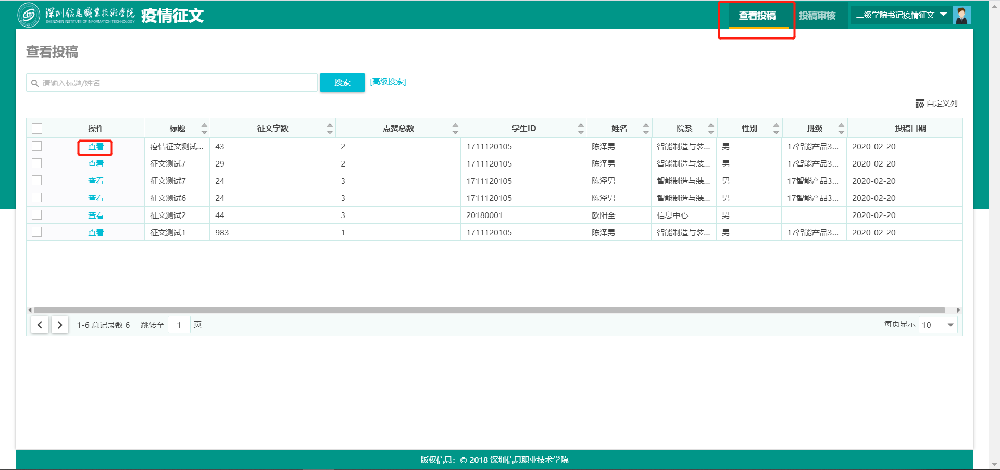 深圳信息職業技術學院 疫情征文 查看投稿 投稿审核 二级学院书记疫情征文
SHENZHEN INSTITUTE OF INFORMATION TECHNOLOGY
查看投稿
请输入标题/姓名 搜索 [高级搜索]
自定义列
操作 标题 征文字数 点赞总数 学生ID 姓名 院系 性别 班级 投稿日期
查看 疫情征文测试... 43 2 1711120105 陈泽男 智能制造与装... 男 17智能产品3... 2020-02-20
查看 征文测试7 29 2 1711120105 陈泽男 智能制造与装... 男 17智能产品3... 2020-02-20
查看 征文测试7 24 3 1711120105 陈泽男 智能制造与装... 男 17智能产品3... 2020-02-20
查看 征文测试6 24 3 1711120105 陈泽男 智能制造与装... 男 17智能产品3... 2020-02-20
查看 征文测试2 44 3 20180001 欧阳全 信息中心 男 2020-02-20
查看 征文测试1 983 1 1711120105 陈泽男 智能制造与装... 男 17智能产品3... 2020-02-20
1-6 总记录数 6 跳转至 1 页 每页显示 10
版权信息：© 2018 深圳信息职业技术学院